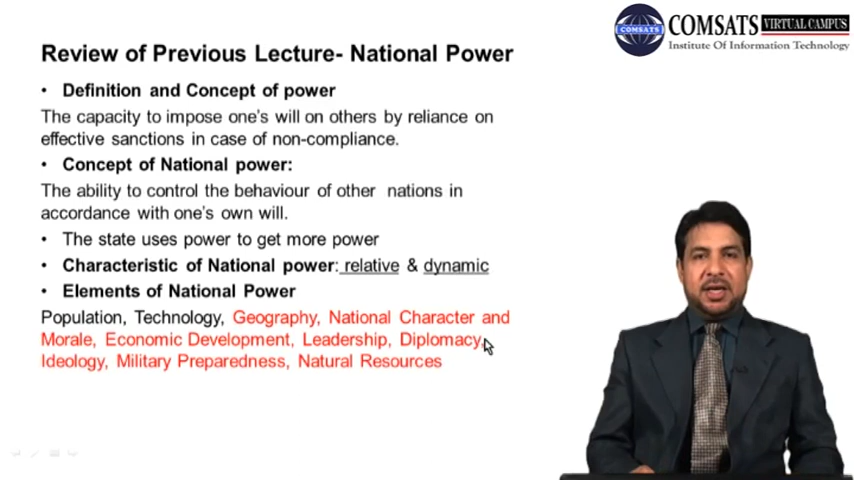 COMSATS VIRTUAL CAMPUS
COMSATS
Institute Of Information Technology
Review of Previous Lecture- National Power
• Definition and Concept of power
The capacity to impose one's will on others by reliance on
effective sanctions in case of non-compliance.
• Concept of National power:
The ability to control the behaviour of other nations in
accordance with one's own will.
• The state uses power to get more power
• Characteristic of National power: relative & dynamic
• Elements of National Power
Population, Technology, Geography, National Character and
Morale, Economic Development, Leadership, Diplomacy,
Ideology, Military Preparedness, Natural Resources